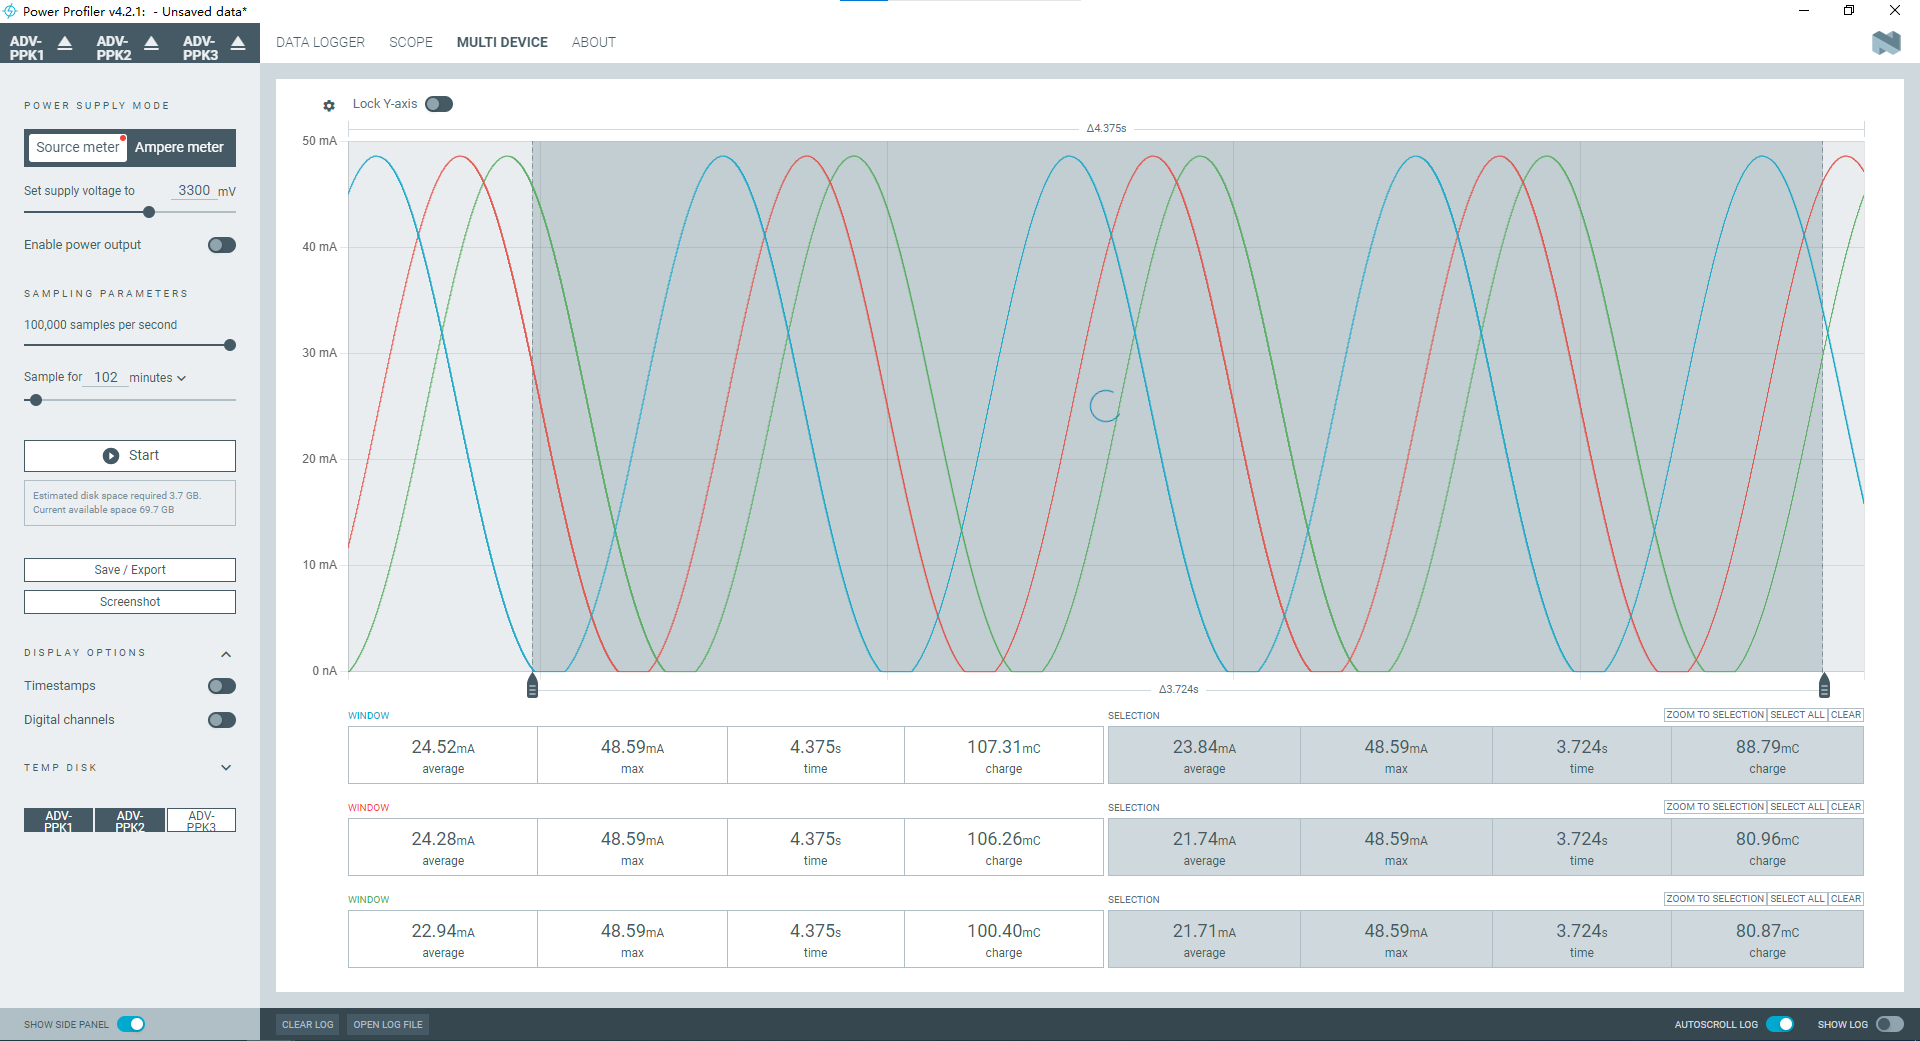 Power Profiler v4.2.1:  - Unsaved data*
ADV-PPK1
ADV-PPK2
ADV-PPK3
DATA LOGGER
SCOPE
MULTI DEVICE
ABOUT
POWER SUPPLY MODE
Source meter
Ampere meter
Set supply voltage to 3300 mV
Enable power output
SAMPLING PARAMETERS
100,000 samples per second
Sample for 102 minutes
Start
Estimated disk space required 3.7 GB.
Current available space 69.7 GB
Save / Export
Screenshot
DISPLAY OPTIONS
Timestamps
Digital channels
TEMP DISK
ADV-PPK1
ADV-PPK2
ADV-PPK3
SHOW SIDE PANEL
Lock Y-axis
Δ4.375s
50 mA
40 mA
30 mA
20 mA
10 mA
0 nA
Δ3.724s
WINDOW
24.52mA average
48.59mA max
4.375s time
107.31mC charge
SELECTION
ZOOM TO SELECTION SELECT ALL CLEAR
23.84mA average
48.59mA max
3.724s time
88.79mC charge
WINDOW
24.28mA average
48.59mA max
4.375s time
106.26mC charge
SELECTION
ZOOM TO SELECTION SELECT ALL CLEAR
21.74mA average
48.59mA max
3.724s time
80.96mC charge
WINDOW
22.94mA average
48.59mA max
4.375s time
100.40mC charge
SELECTION
ZOOM TO SELECTION SELECT ALL CLEAR
21.71mA average
48.59mA max
3.724s time
80.87mC charge
CLEAR LOG
OPEN LOG FILE
AUTOSCROLL LOG
SHOW LOG